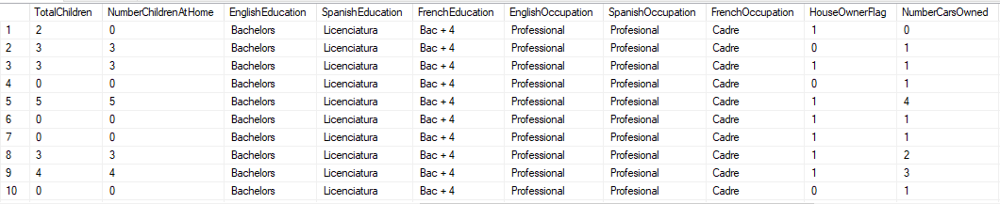 TotalChildren NumberChildrenAtHome EnglishEducation SpanishEducation FrenchEducation EnglishOccupation SpanishOccupation FrenchOccupation HouseOwnerFlag NumberCarsOwned
1 2 0 Bachelors Licenciatura Bac + 4 Professional Profesional Cadre 1 0
2 3 3 Bachelors Licenciatura Bac + 4 Professional Profesional Cadre 0 1
3 3 3 Bachelors Licenciatura Bac + 4 Professional Profesional Cadre 1 1
4 0 0 Bachelors Licenciatura Bac + 4 Professional Profesional Cadre 0 1
5 5 5 Bachelors Licenciatura Bac + 4 Professional Profesional Cadre 1 4
6 0 0 Bachelors Licenciatura Bac + 4 Professional Profesional Cadre 1 1
7 0 0 Bachelors Licenciatura Bac + 4 Professional Profesional Cadre 1 1
8 3 3 Bachelors Licenciatura Bac + 4 Professional Profesional Cadre 1 2
9 4 4 Bachelors Licenciatura Bac + 4 Professional Profesional Cadre 1 3
10 0 0 Bachelors Licenciatura Bac + 4 Professional Profesional Cadre 0 1